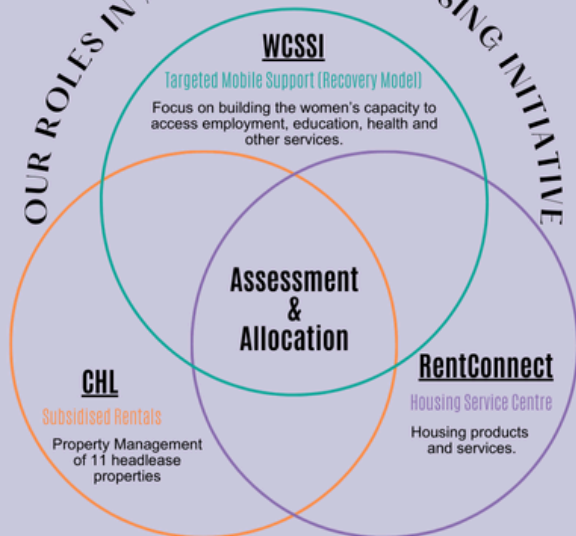 OUR ROLES IN
INITIATIVE
WCSSI
Targeted Mobile Support (Recovery Model)
Focus on building the women's capacity to
access employment, education, health and
other services.
Assessment
&
Allocation
CHL
Subsidised Rentals
Property Management
of 11 headlease
properties
RentConnect
Housing Service Centre
Housing products
and services.